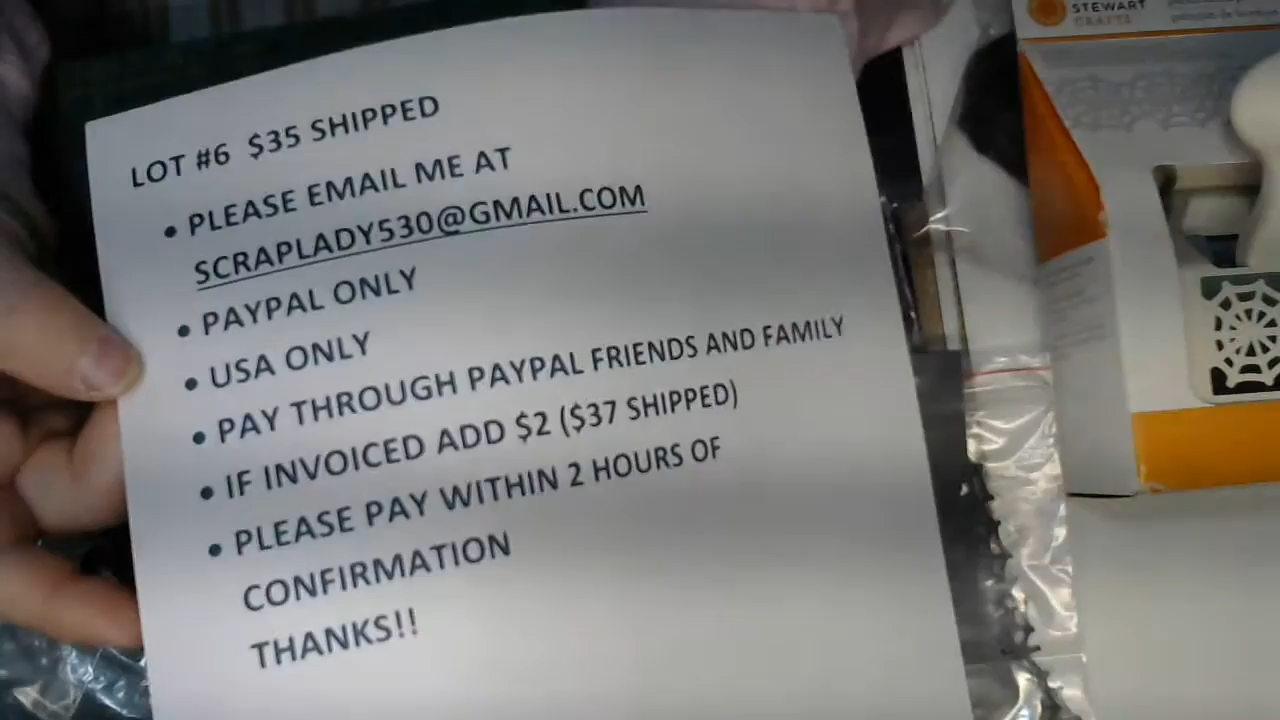 LOT #6 $35 SHIPPED
• PLEASE EMAIL ME AT
SCRAPLADY530@GMAIL.COM
• PAYPAL ONLY
• USA ONLY
• PAY THROUGH PAYPAL FRIENDS AND FAMILY
• IF INVOICED ADD $2 ($37 SHIPPED)
• PLEASE PAY WITHIN 2 HOURS OF
CONFIRMATION
THANKS!!
STEWART
CRAFTS